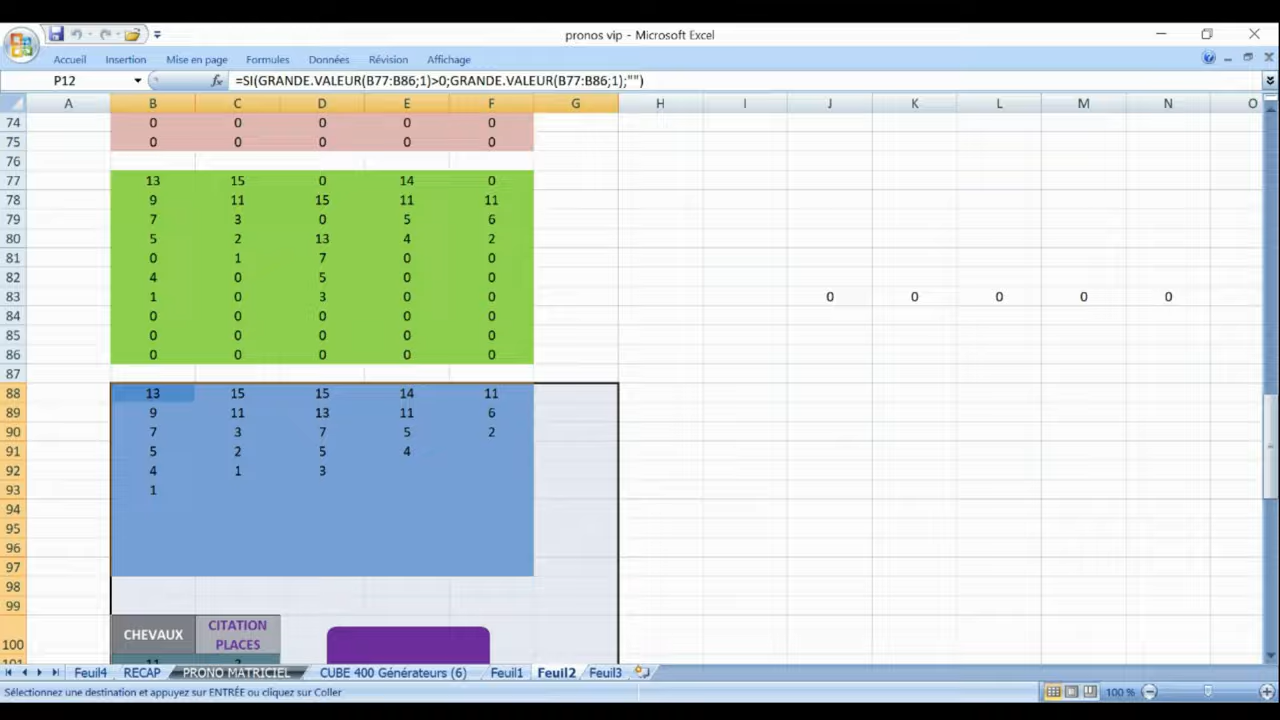 pronos vip - Microsoft Excel
Accueil Insertion Mise en page Formules Données Révision Affichage
P12 fx =SI(GRANDE.VALEUR(B77:B86;1)>0;GRANDE.VALEUR(B77:B86;1);"")
A B C D E F G H I J K L M N O
74 0 0 0 0 0
75 0 0 0 0 0
76
77 13 15 0 14 0
78 9 11 15 11 11
79 7 3 0 5 6
80 5 2 13 4 2
81 0 1 7 0 0
82 4 0 5 0 0
83 1 0 3 0 0 0 0 0 0 0
84 0 0 0 0 0
85 0 0 0 0 0
86 0 0 0 0 0
87
88 13 15 15 14 11
89 9 11 13 11 6
90 7 3 7 5 2
91 5 2 5 4
92 4 1 3
93 1
94
95
96
97
98
99
100 CHEVAUX CITATION PLACES
101 11 2
Feuil4 RECAP PRONO MATRICIEL CUBE 400 Générateurs (6) Feuil1 Feuil2 Feuil3
Sélectionnez une destination et appuyez sur ENTRÉE ou cliquez sur Coller 100 %